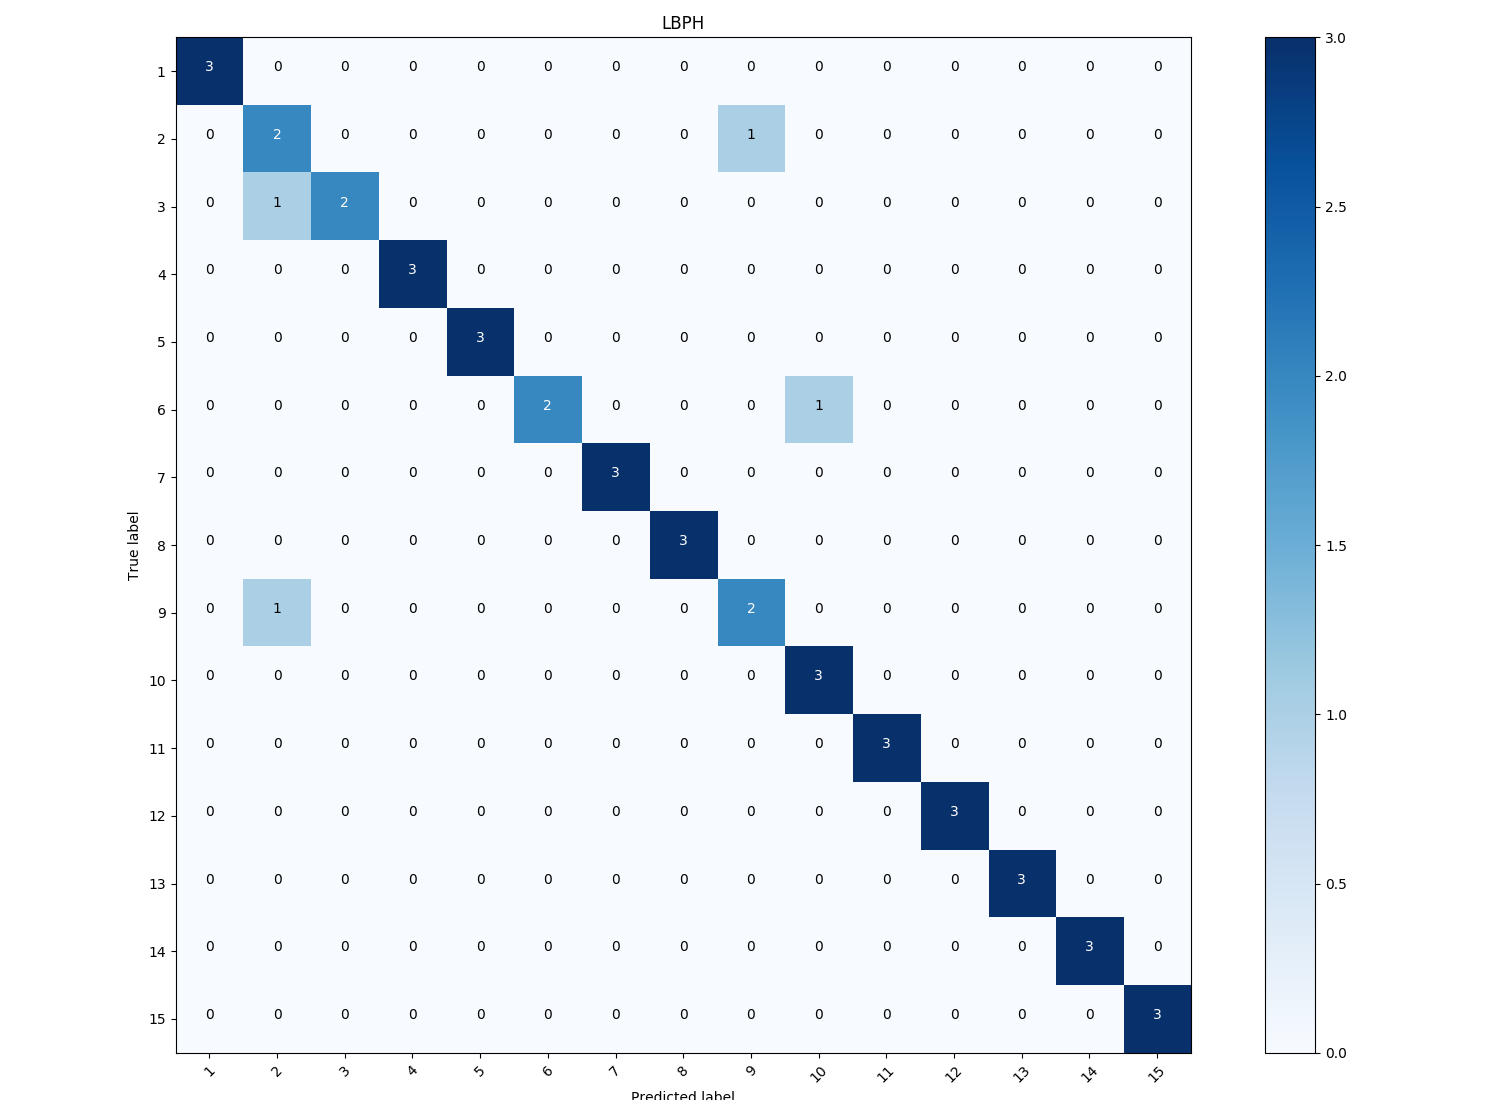 LBPH
1 3 0 0 0 0 0 0 0 0 0 0 0 0 0 0
2 0 2 0 0 0 0 0 0 1 0 0 0 0 0 0
3 0 1 2 0 0 0 0 0 0 0 0 0 0 0 0
4 0 0 0 3 0 0 0 0 0 0 0 0 0 0 0
5 0 0 0 0 3 0 0 0 0 0 0 0 0 0 0
6 0 0 0 0 0 2 0 0 0 1 0 0 0 0 0
7 0 0 0 0 0 0 3 0 0 0 0 0 0 0 0
8 0 0 0 0 0 0 0 3 0 0 0 0 0 0 0
9 0 1 0 0 0 0 0 0 2 0 0 0 0 0 0
10 0 0 0 0 0 0 0 0 0 3 0 0 0 0 0
11 0 0 0 0 0 0 0 0 0 0 3 0 0 0 0
12 0 0 0 0 0 0 0 0 0 0 0 3 0 0 0
13 0 0 0 0 0 0 0 0 0 0 0 0 3 0 0
14 0 0 0 0 0 0 0 0 0 0 0 0 0 3 0
15 0 0 0 0 0 0 0 0 0 0 0 0 0 0 3
1 2 3 4 5 6 7 8 9 10 11 12 13 14 15
True label
Predicted label
3.0
2.5
2.0
1.5
1.0
0.5
0.0